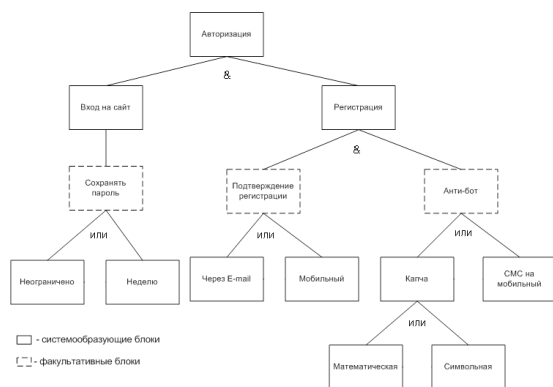 Авторизация
&
Вход на сайт
Регистрация
&
Сохранять
пароль
Подтверждение
регистрации
Анти-бот
или
или
или
Неограничено
Неделю
Через E-mail
Мобильный
Капча
СМС на
мобильный
или
Математическая
Символьная
- системообразующие блоки
- факультативные блоки